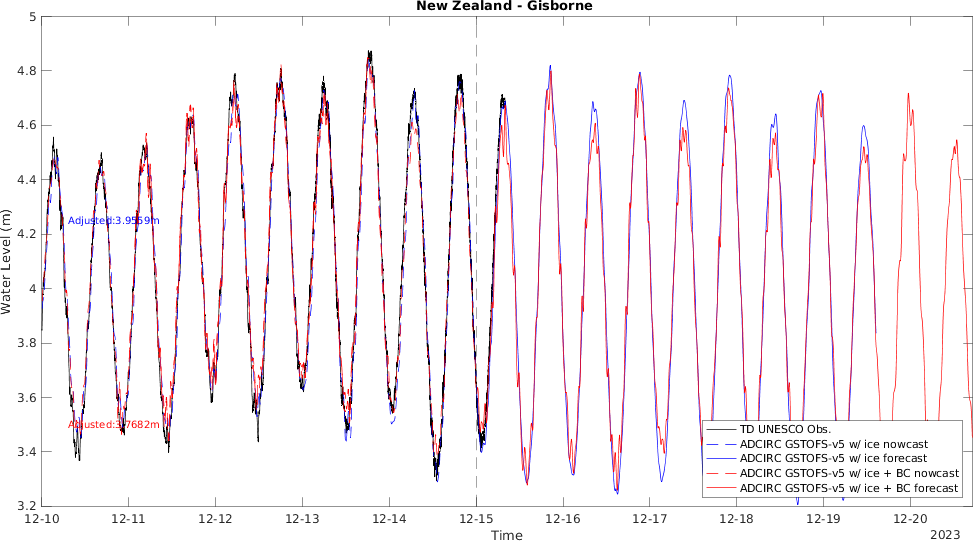 New Zealand - Gisborne
5
4.8
4.6
4.4
4.2
4
3.8
3.6
3.4
3.2
Water Level (m)
Adjusted:3.9559m
Adjusted:3.7682m
TD UNESCO Obs.
ADCIRC GSTOFS-v5 w/ ice nowcast
ADCIRC GSTOFS-v5 w/ ice forecast
ADCIRC GSTOFS-v5 w/ ice + BC nowcast
ADCIRC GSTOFS-v5 w/ ice + BC forecast
12-10 12-11 12-12 12-13 12-14 12-15 12-16 12-17 12-18 12-19 12-20
Time
2023